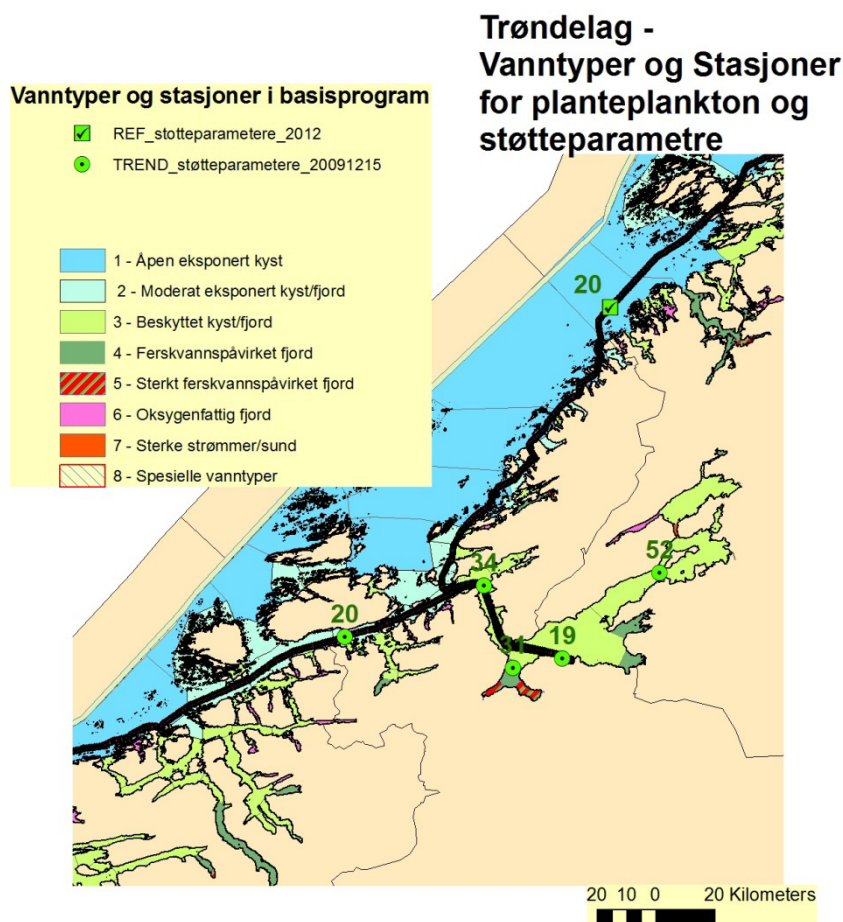 Trøndelag -
Vanntyper og Stasjoner
for planteplankton og
støtteparametre
Vanntyper og stasjoner i basisprogram
REF_stotteparametere_2012
TREND_støtteparametere_20091215
1 - Åpen eksponert kyst
2 - Moderat eksponert kyst/fjord
3 - Beskyttet kyst/fjord
4 - Ferskvannspåvirket fjord
5 - Sterkt ferskvannspåvirket fjord
6 - Oksygenfattig fjord
7 - Sterke strømmer/sund
8 - Spesielle vanntyper
20
52
34
20
19
31
20 10 0 20 Kilometers